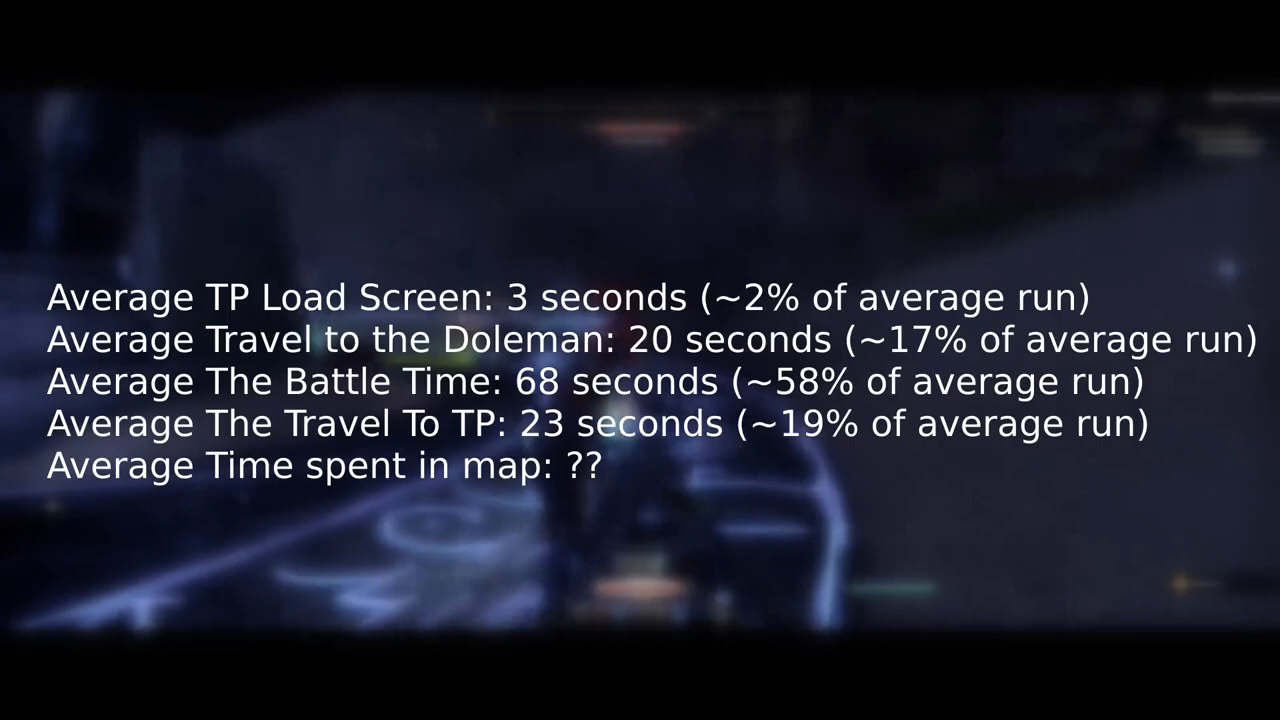 Average TP Load Screen: 3 seconds (~2% of average run)
Average Travel to the Doleman: 20 seconds (~17% of average run)
Average The Battle Time: 68 seconds (~58% of average run)
Average The Travel To TP: 23 seconds (~19% of average run)
Average Time spent in map: ??